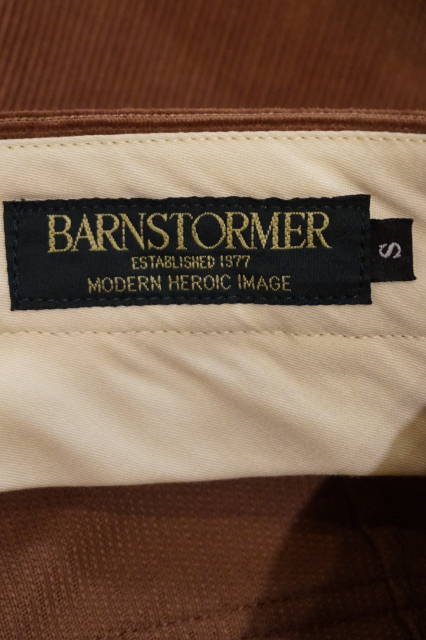 BARNSTORMER
ESTABLISHED 1977
MODERN HEROIC IMAGE
S